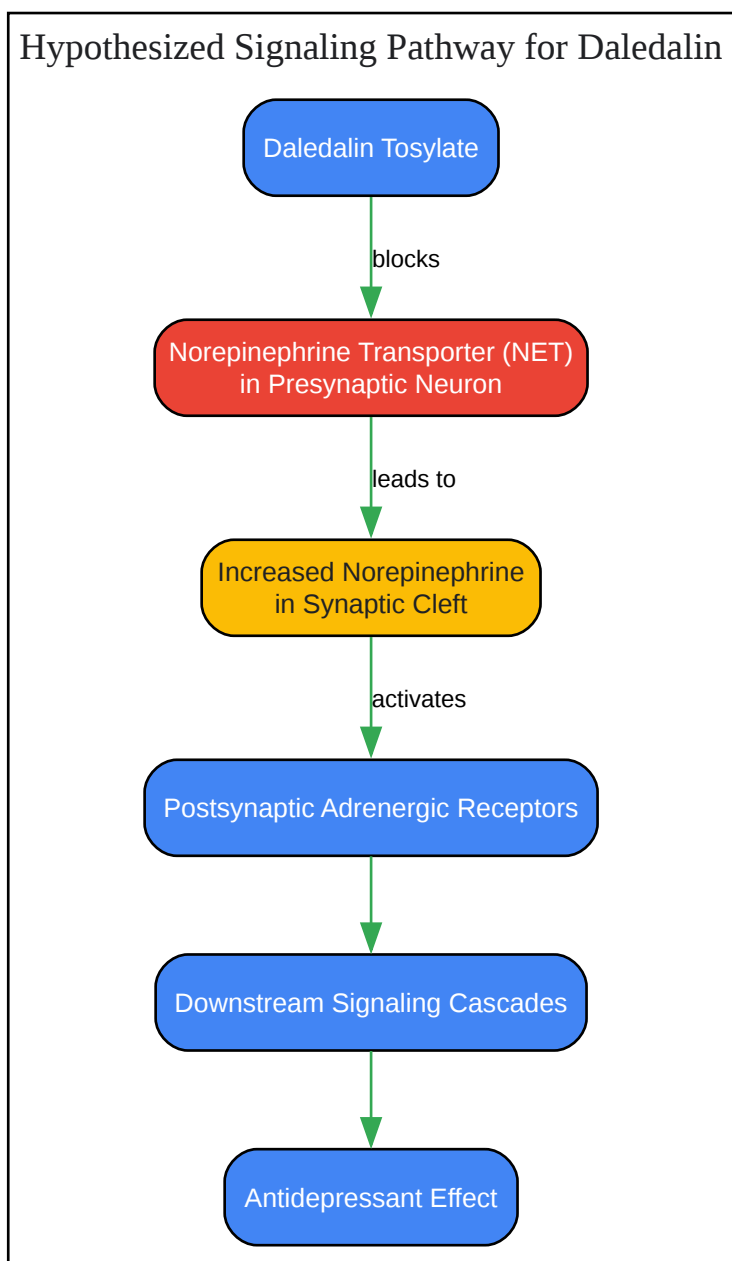 Hypothesized Signaling Pathway for Daledalin
Daledalin Tosylate
blocks
Norepinephrine Transporter (NET)
in Presynaptic Neuron
leads to
Increased Norepinephrine
in Synaptic Cleft
activates
Postsynaptic Adrenergic Receptors
Downstream Signaling Cascades
Antidepressant Effect